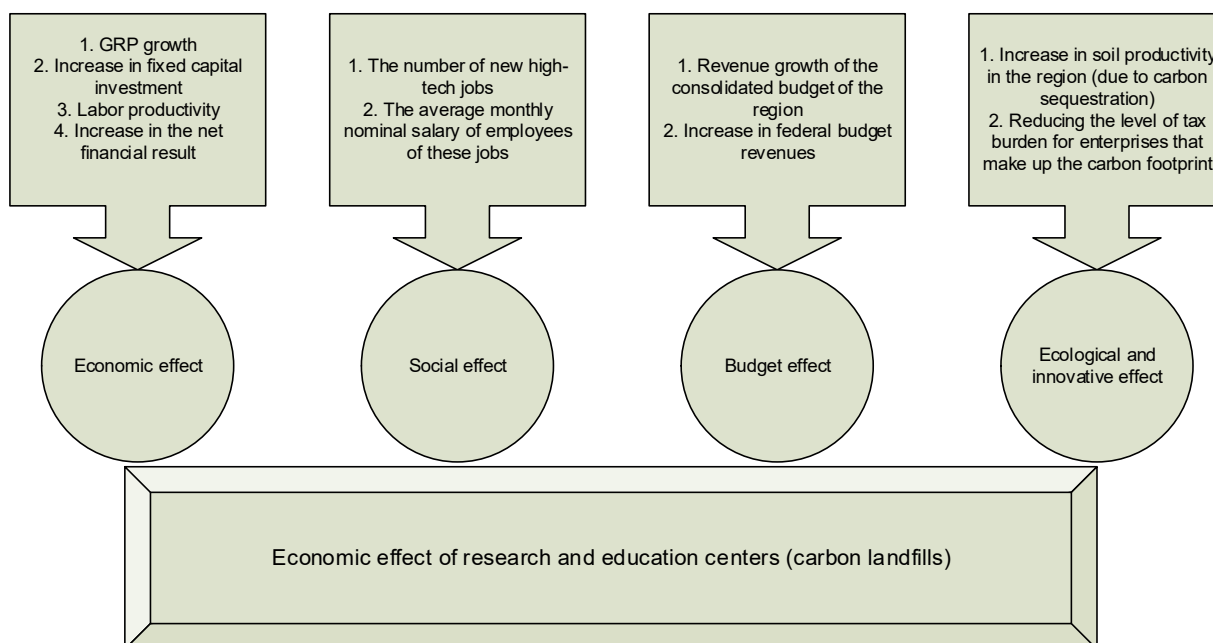 1. GRP growth
2. Increase in fixed capital
investment
3. Labor productivity
4. Increase in the net
financial result
1. The number of new high-
tech jobs
2. The average monthly
nominal salary of employees
of these jobs
1. Revenue growth of the
consolidated budget of the
region
2. Increase in federal budget
revenues
1. Increase in soil productivity
in the region (due to carbon
sequestration)
2. Reducing the level of tax
burden for enterprises that
make up the carbon footprint
Economic effect
Social effect
Budget effect
Ecological and
innovative effect
Economic effect of research and education centers (carbon landfills)